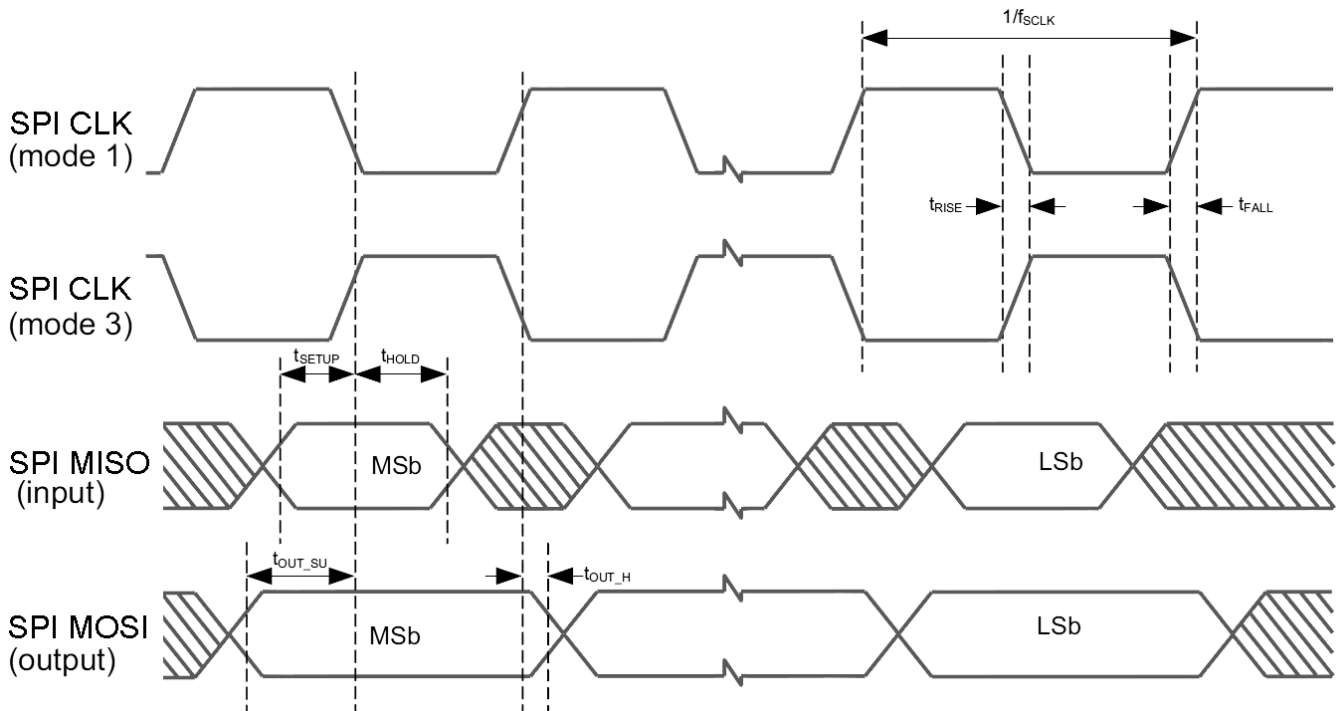 1/fSCLK
SPI CLK
(mode 1)
tRISE
tFALL
SPI CLK
(mode 3)
tSETUP
tHOLD
SPI MISO
(input)
MSb
LSb
tOUT_SU
tOUT_H
SPI MOSI
(output)
MSb
LSb